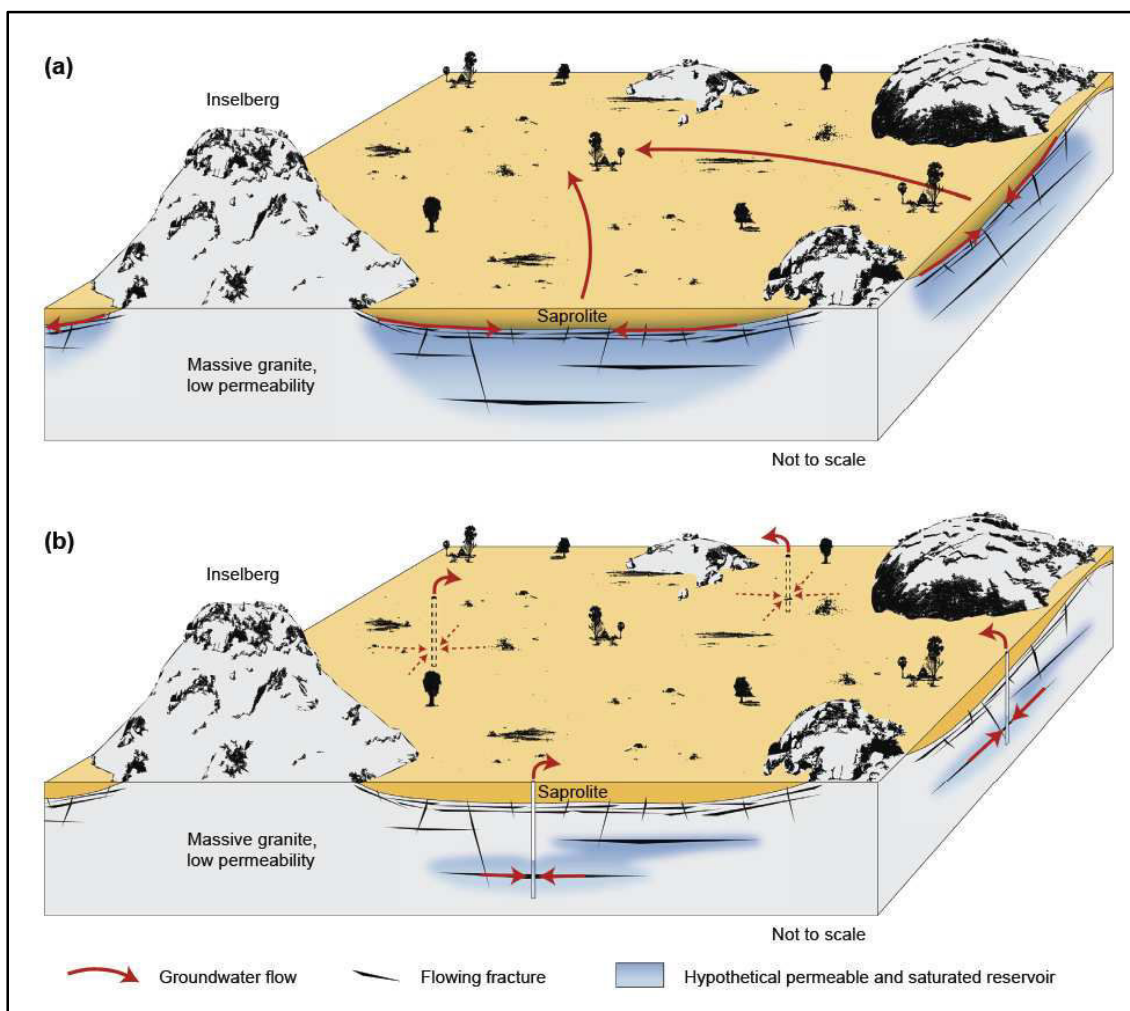 (a)
Inselberg
Saprolite
Massive granite,
low permeability
Not to scale
(b)
Inselberg
Saprolite
Massive granite,
low permeability
Not to scale
Groundwater flow
Flowing fracture
Hypothetical permeable and saturated reservoir